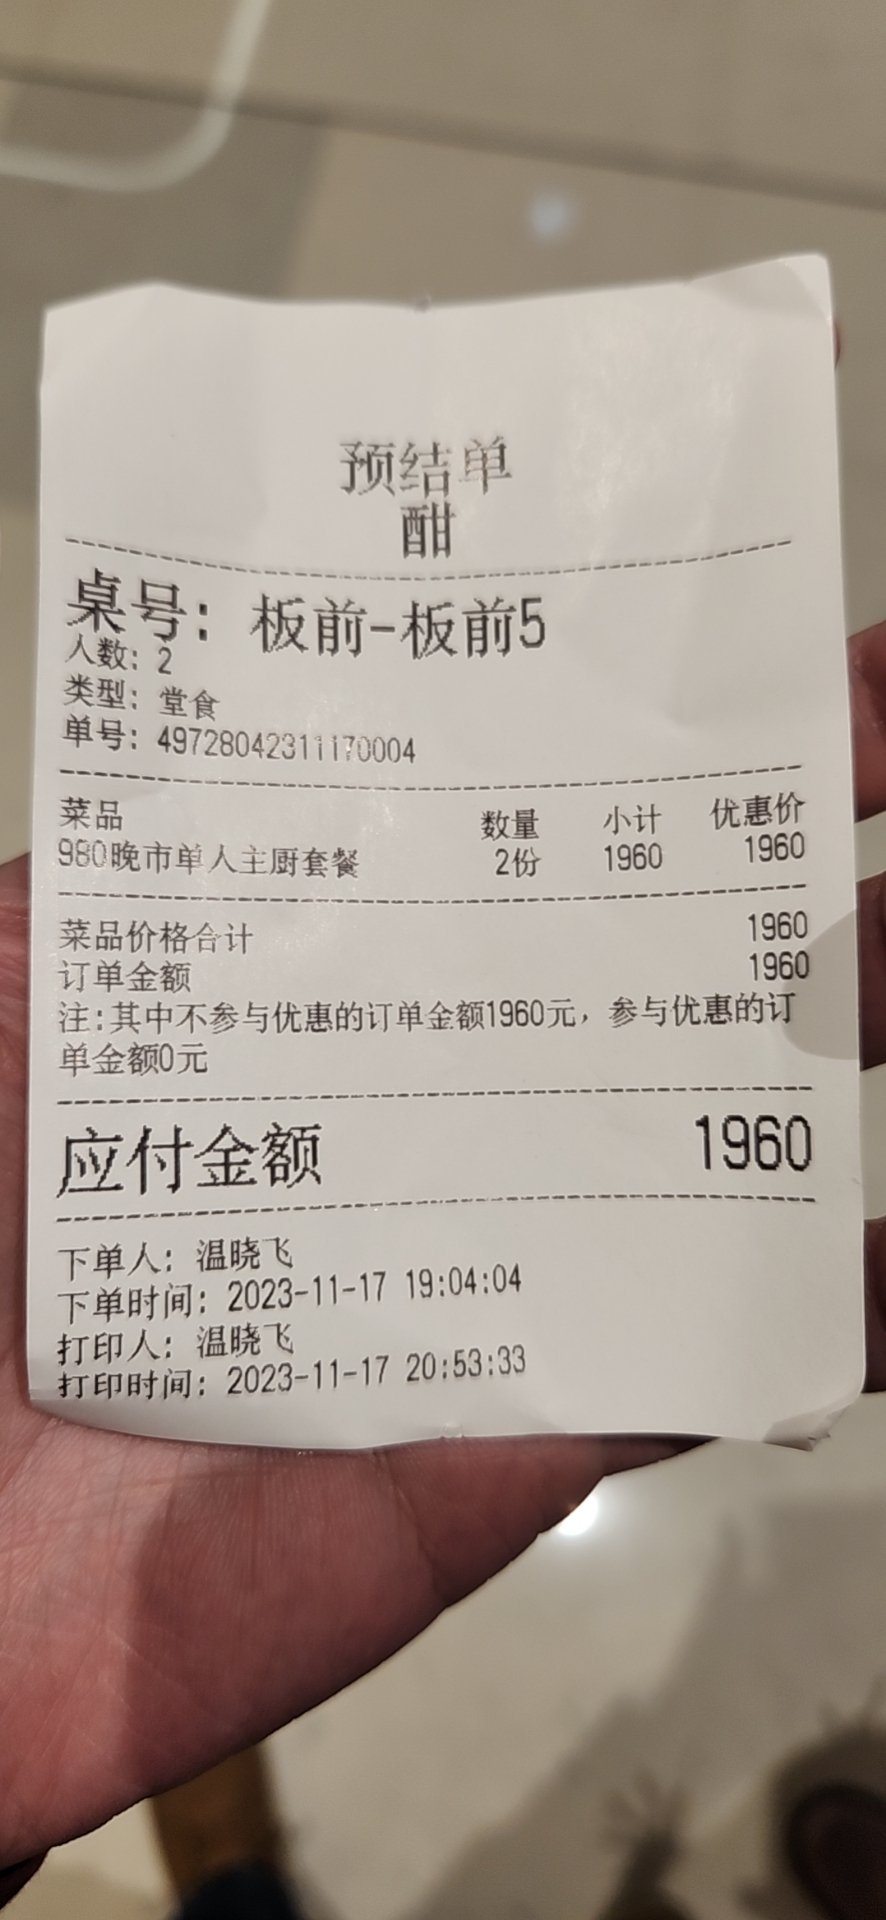 预结单
酣
桌号: 板前-板前5
人数: 2
类型: 堂食
单号: 49728042311170004
菜品 数量 小计 优惠价
980晚市单人主厨套餐 2份 1960 1960
菜品价格合计 1960
订单金额 1960
注:其中不参与优惠的订单金额1960元，参与优惠的订
单金额0元
应付金额 1960
下单人: 温晓飞
下单时间: 2023-11-17 19:04:04
打印人: 温晓飞
打印时间: 2023-11-17 20:53:33